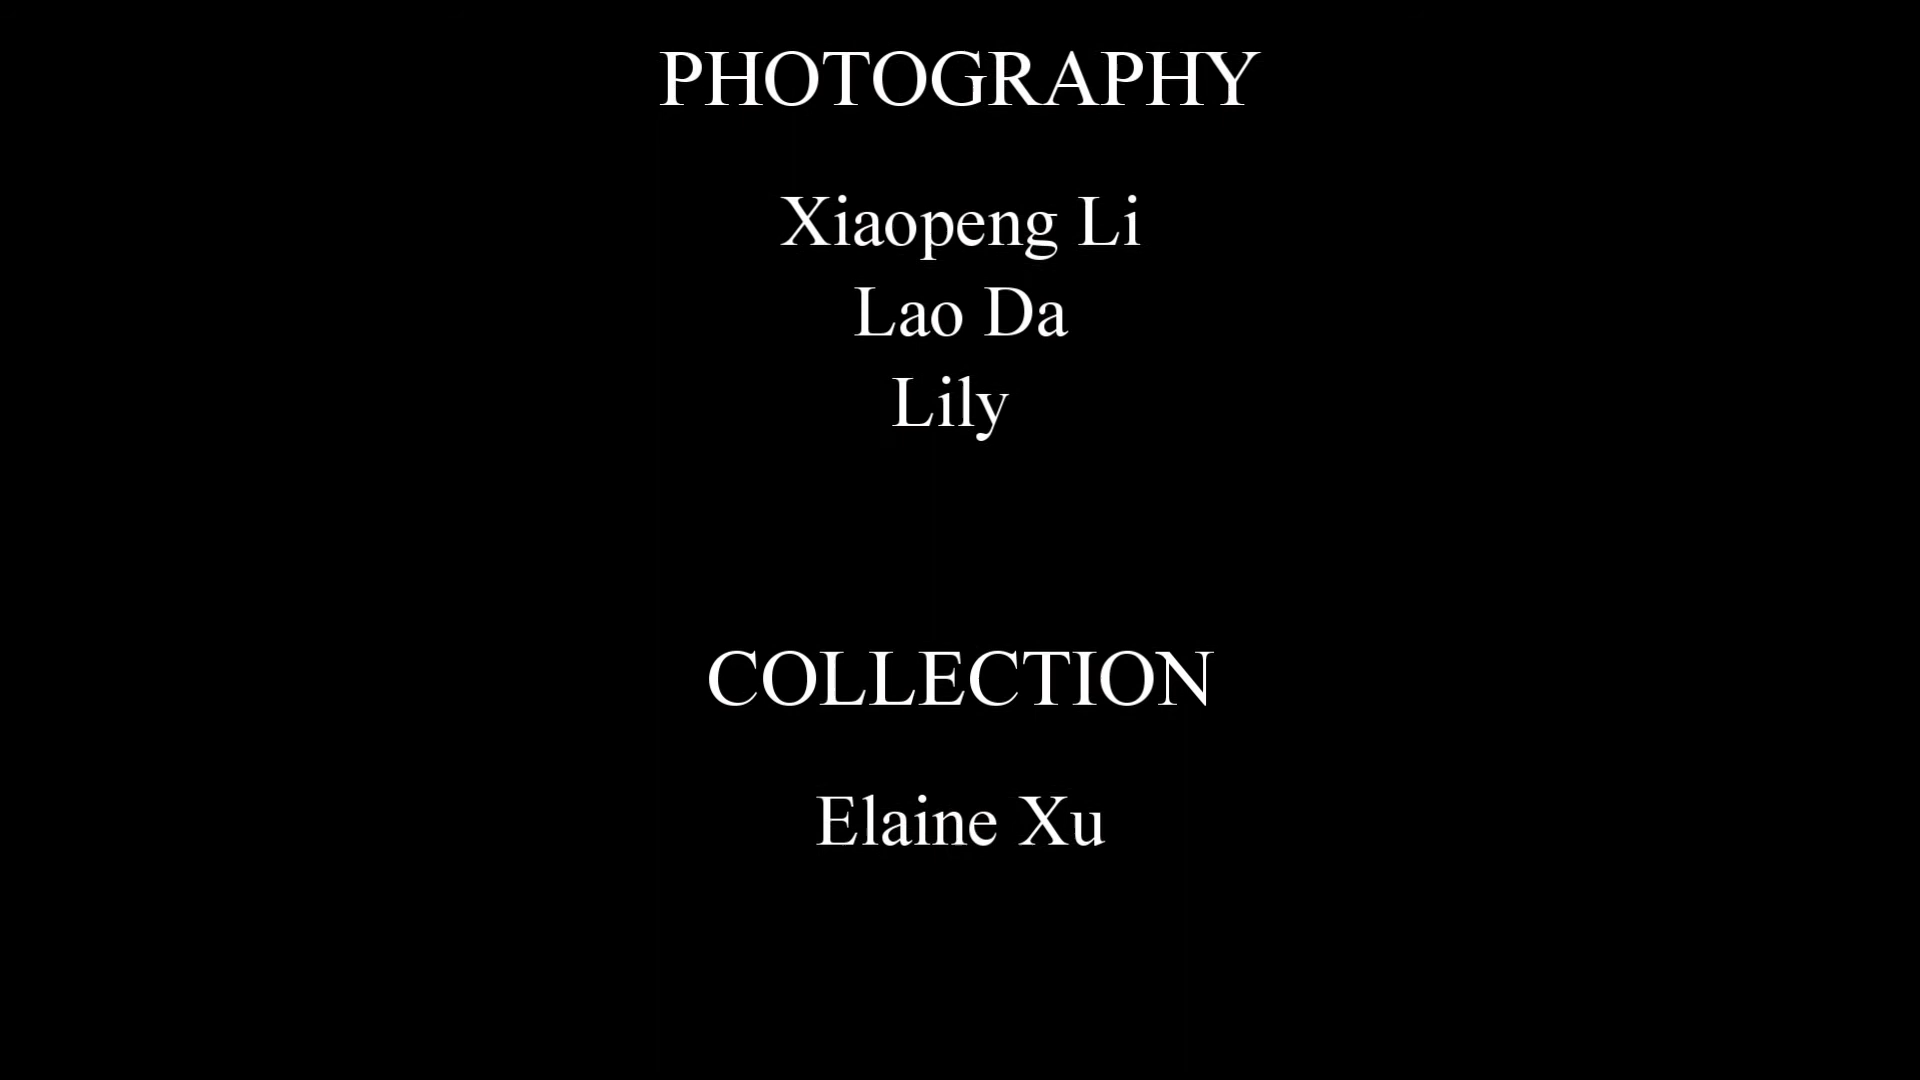 PHOTOGRAPHY
Xiaopeng Li
Lao Da
Lily
COLLECTION
Elaine Xu